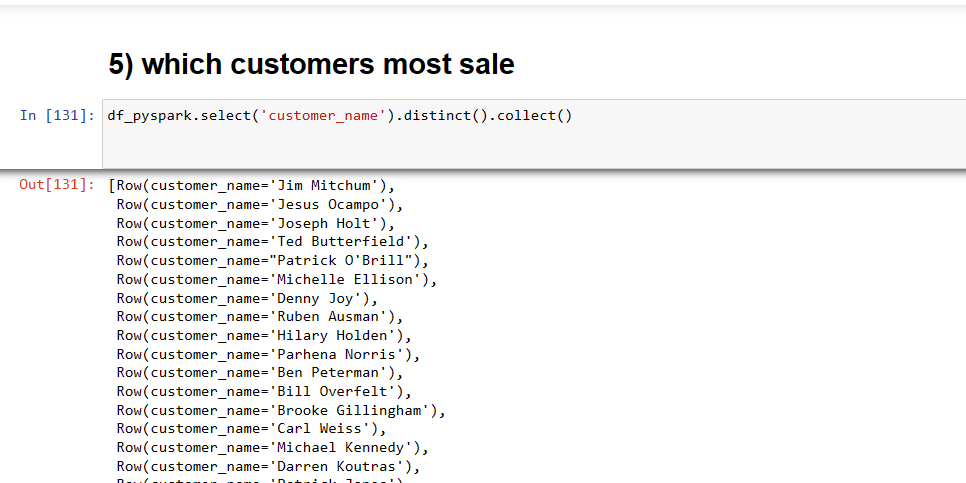 5) which customers most sale
In [131]: df_pyspark.select('customer_name').distinct().collect()
Out[131]: [Row(customer_name='Jim Mitchum'),
Row(customer_name='Jesus Ocampo'),
Row(customer_name='Joseph Holt'),
Row(customer_name='Ted Butterfield'),
Row(customer_name="Patrick O'Brill"),
Row(customer_name='Michelle Ellison'),
Row(customer_name='Denny Joy'),
Row(customer_name='Ruben Ausman'),
Row(customer_name='Hilary Holden'),
Row(customer_name='Parhena Norris'),
Row(customer_name='Ben Peterman'),
Row(customer_name='Bill Overfelt'),
Row(customer_name='Brooke Gillingham'),
Row(customer_name='Carl Weiss'),
Row(customer_name='Michael Kennedy'),
Row(customer_name='Darren Koutras'),